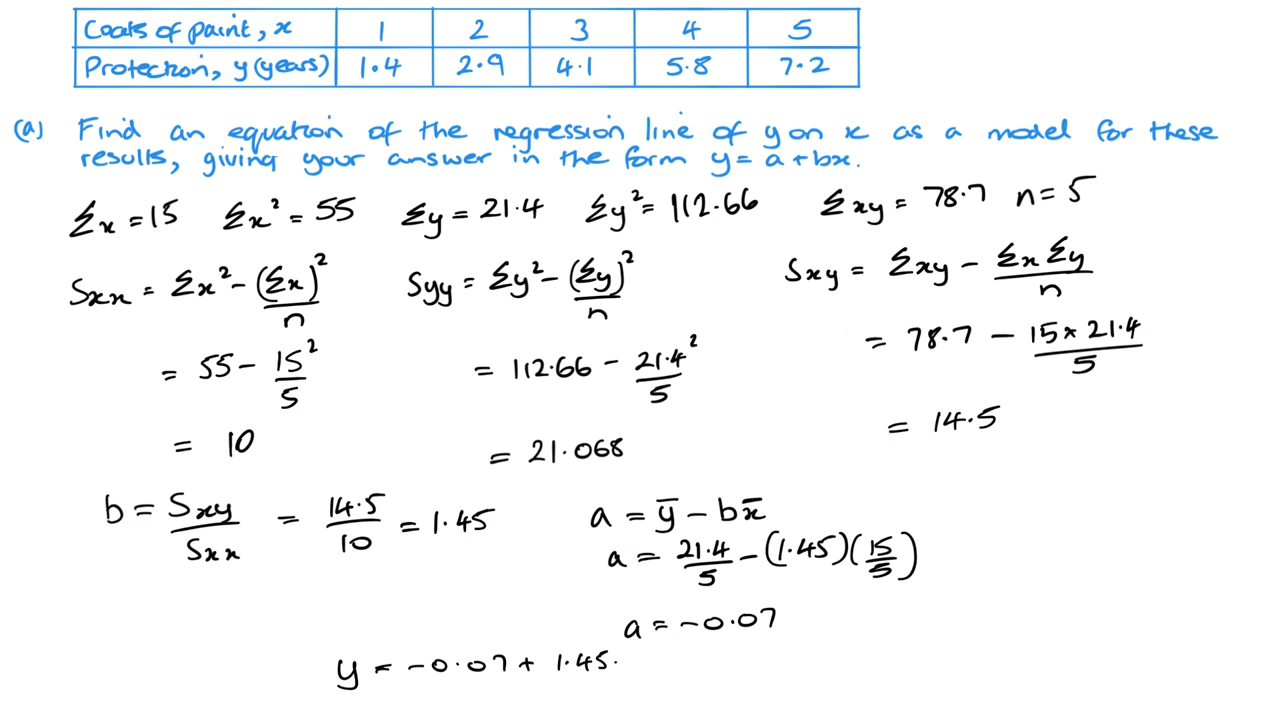 Coats of paint, x 1 2 3 4 5
Protection, y (years) 1.4 2.9 4.1 5.8 7.2
(a) Find an equation of the regression line of y on x as a model for these
results, giving your answer in the form y = a + bx.
Σx = 15 Σx² = 55 Σy = 21.4 Σy² = 112.66 Σxy = 78.7 n = 5
Sxx = Σx² - (Σx)²/n Syy = Σy² - (Σy)²/n Sxy = Σxy - ΣxΣy/n
= 55 - 15²/5 = 112.66 - 21.4²/5 = 78.7 - 15 × 21.4/5
= 10 = 21.068 = 14.5
b = Sxy/Sxx = 14.5/10 = 1.45 a = ȳ - bx̄
a = 21.4/5 - (1.45)(15/5)
a = -0.07
y = -0.07 + 1.45